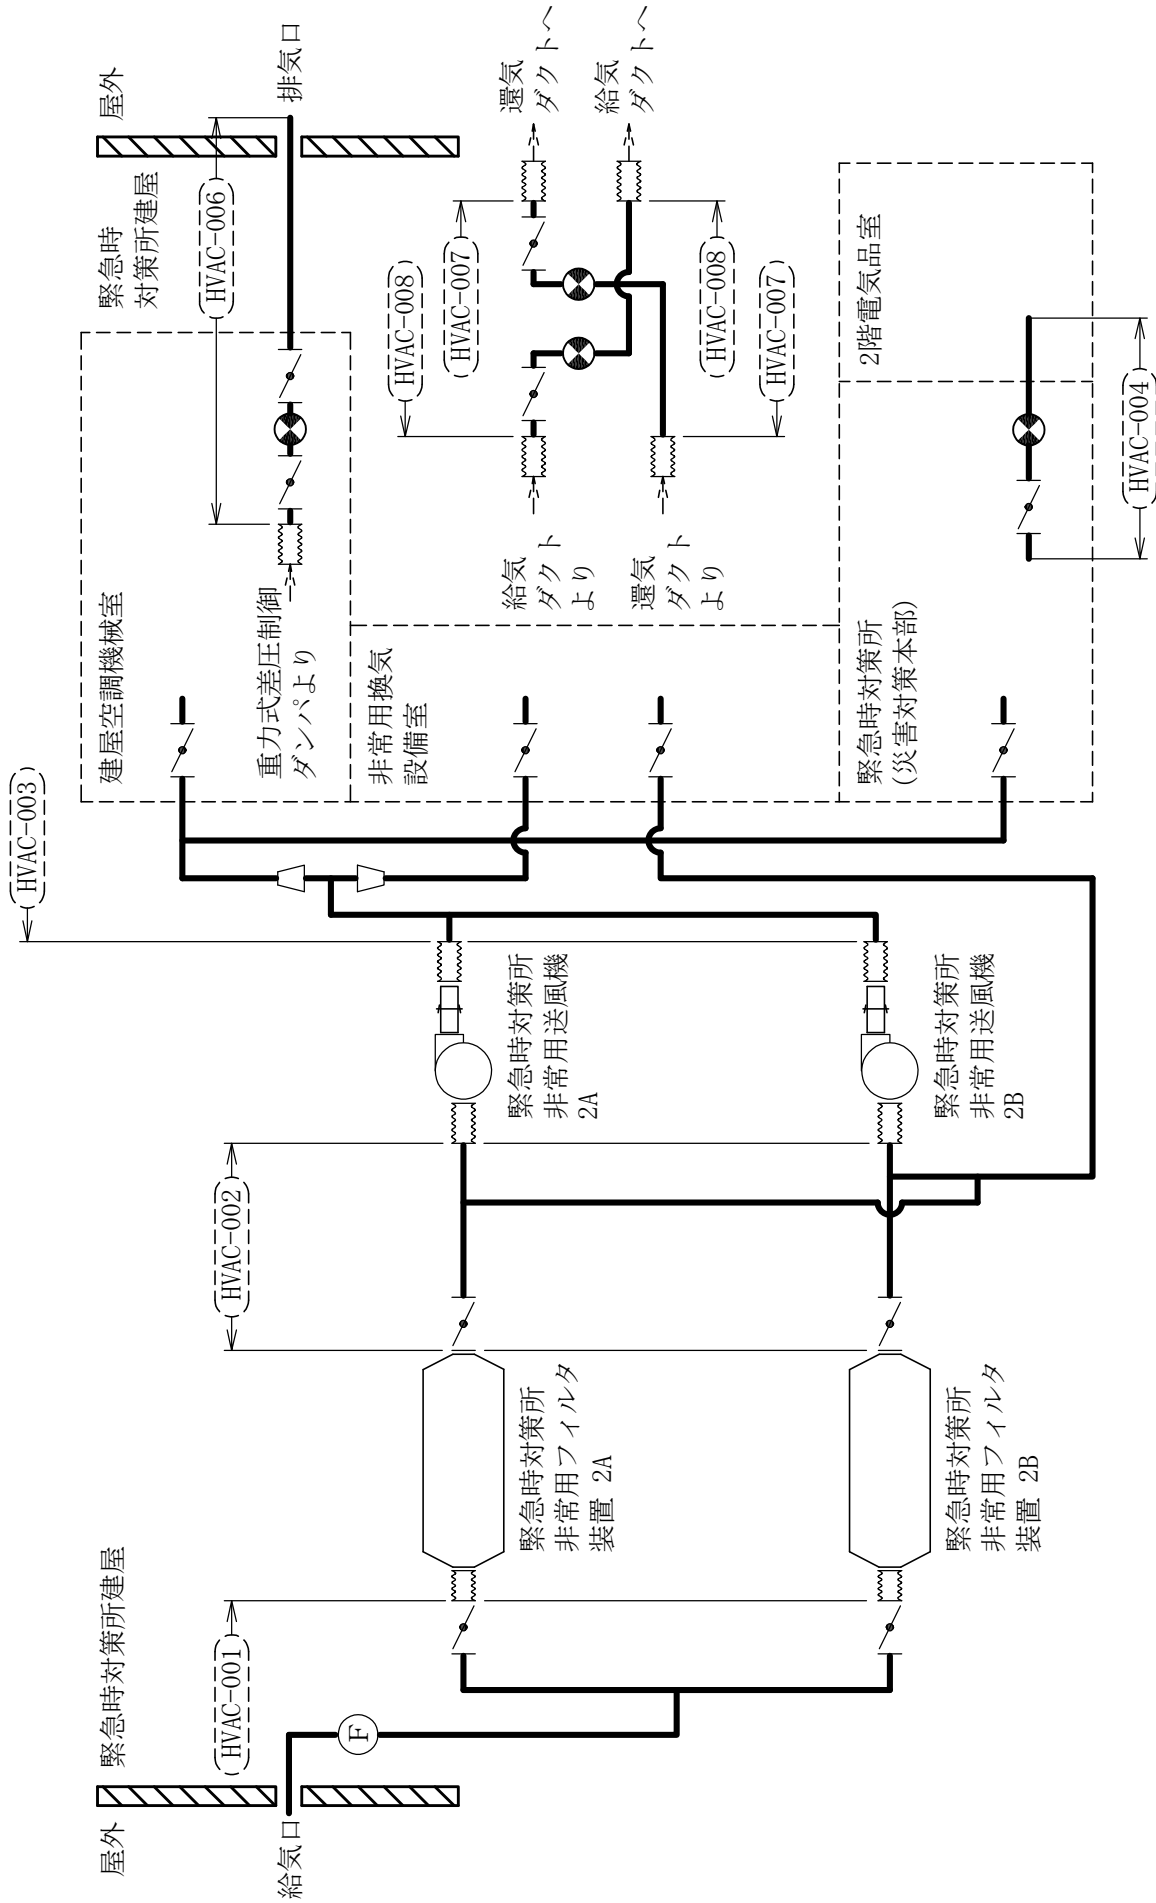 屋外
給気口
緊急時対策所建屋
HVAC-001
F
緊急時対策所
非常用フィルタ
装置 2A
緊急時対策所
非常用フィルタ
装置 2B
HVAC-002
緊急時対策所
非常用送風機
2A
緊急時対策所
非常用送風機
2B
HVAC-003
建屋空調機械室
重力式差圧制御
ダンパより
非常用換気
設備室
緊急時対策所
(災害対策本部)
給気
ダクト
より
還気
ダクト
より
HVAC-008
HVAC-007
HVAC-008
HVAC-007
2階電気品室
HVAC-004
緊急時
対策所建屋
HVAC-006
屋外
排気口
還気
ダクトへ
給気
ダクトへ